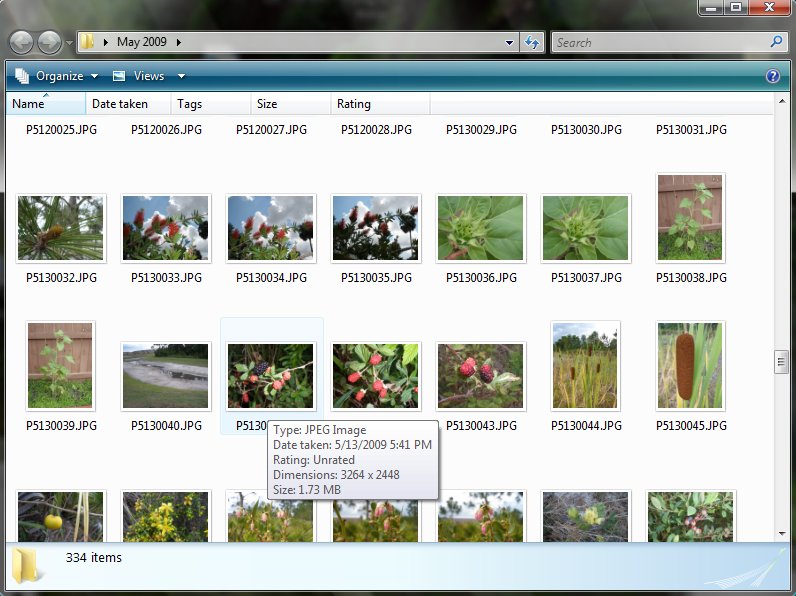 May 2009
Search
Organize Views
Name Date taken Tags Size Rating
P5120025.JPG P5120026.JPG P5120027.JPG P5120028.JPG P5130029.JPG P5130030.JPG P5130031.JPG
P5130032.JPG P5130033.JPG P5130034.JPG P5130035.JPG P5130036.JPG P5130037.JPG P5130038.JPG
P5130039.JPG P5130040.JPG P5130 P5130043.JPG P5130044.JPG P5130045.JPG
Type: JPEG Image
Date taken: 5/13/2009 5:41 PM
Rating: Unrated
Dimensions: 3264 x 2448
Size: 1.73 MB
334 items